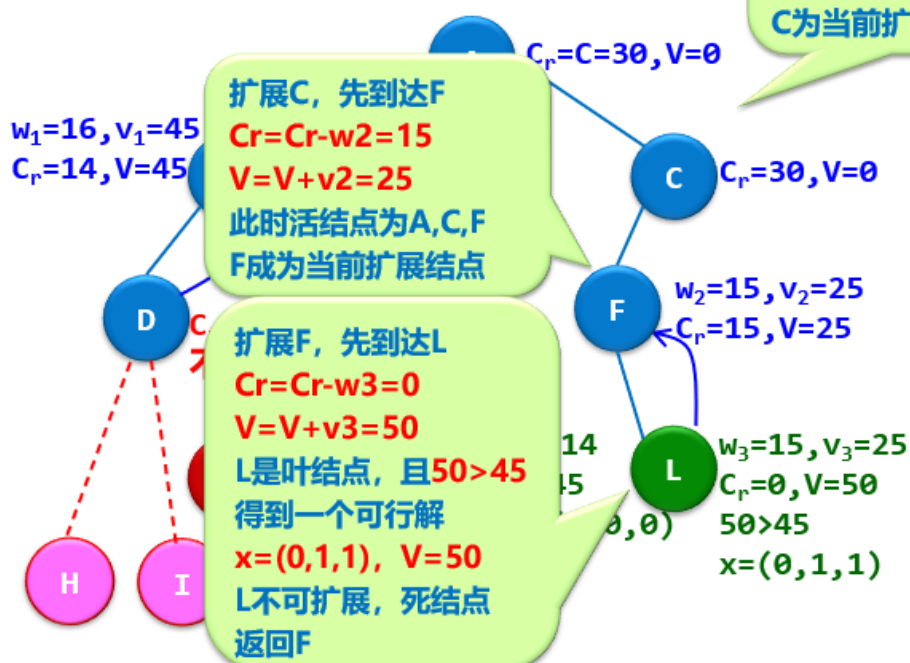 C为当前扩
Cr=C=30,V=0
扩展C，先到达F
Cr=Cr-w2=15
V=V+v2=25
此时活结点为A,C,F
F成为当前扩展结点
w1=16,v1=45
Cr=14,V=45
C
Cr=30,V=0
F
w2=15,v2=25
Cr=15,V=25
D
C
扩展F，先到达L
Cr=Cr-w3=0
V=V+v3=50
L是叶结点，且50>45
得到一个可行解
x=(0,1,1)，V=50
L不可扩展，死结点
返回F
14
45
0,0)
L
w3=15,v3=25
Cr=0,V=50
50>45
x=(0,1,1)
H
I